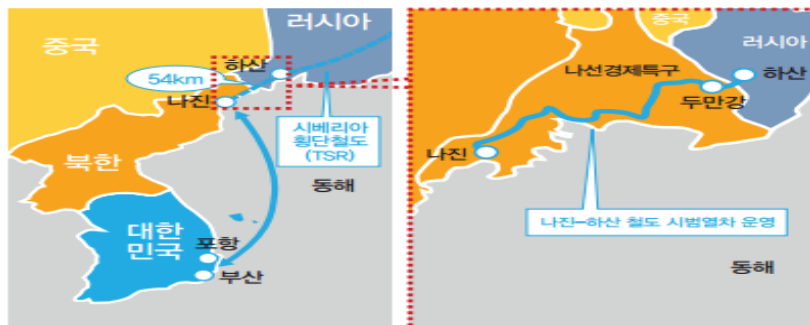 중국
러시아
하산
54km
나진
시베리아
횡단철도
(TSR)
북한
동해
대한
민국
포항
부산
중국
러시아
나선경제특구
하산
두만강
나진
나진-하산 철도 시범열차 운영
동해